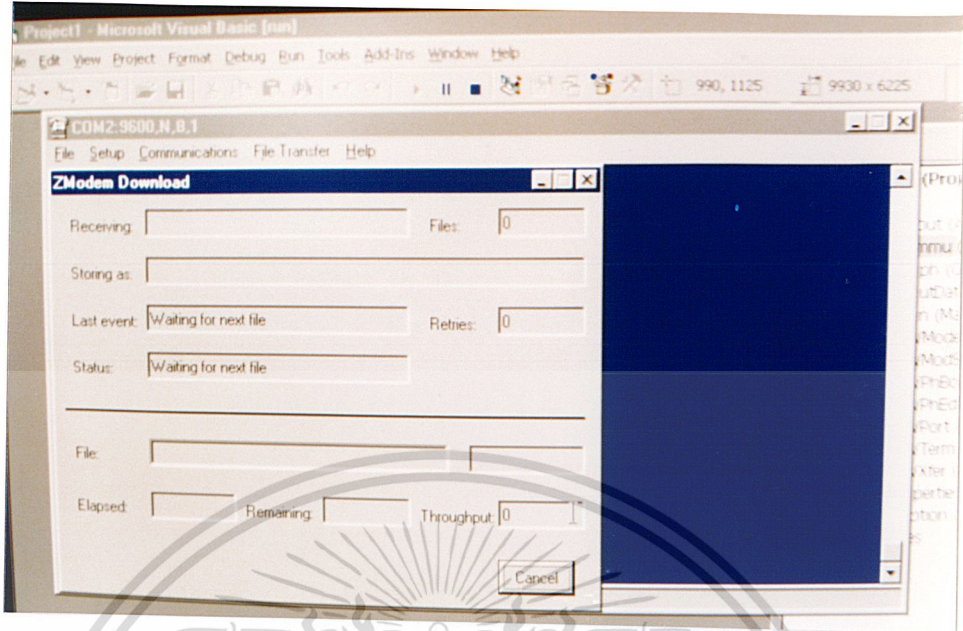 Project1 - Microsoft Visual Basic [run]
Edit View Project Format Debug Run Tools Add-Ins Window Help
990, 1125 9930 x 6225
COM2:9600,N,8,1
File Setup Communications File Transfer Help
ZModem Download
Receiving: Files: 0
Storing as:
Last event: Waiting for next file Retries: 0
Status: Waiting for next file
File:
Elapsed: Remaining: Throughput: 0
Cancel